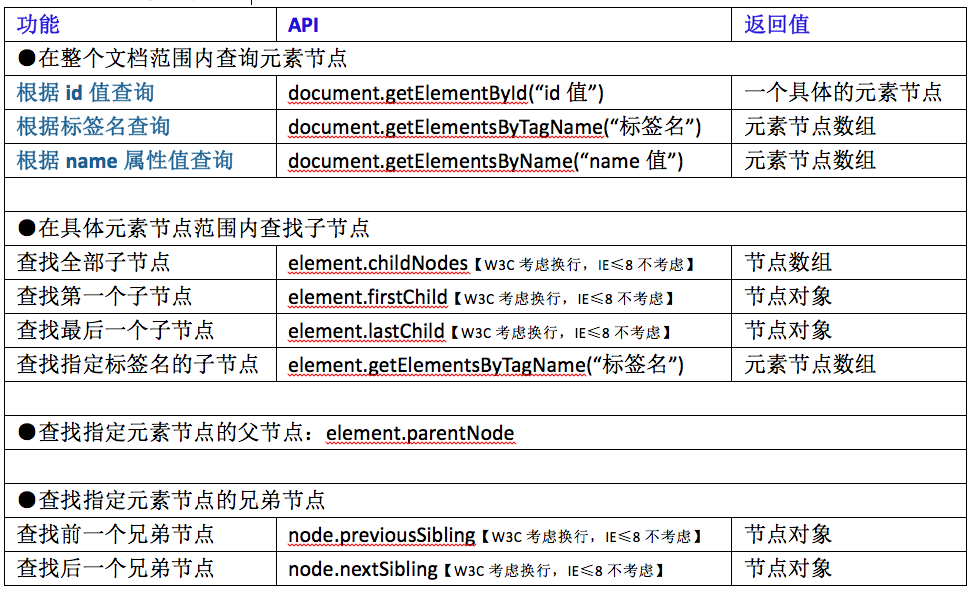 功能 API 返回值
●在整个文档范围内查询元素节点
根据 id 值查询 document.getElementById(“id 值”) 一个具体的元素节点
根据标签名查询 document.getElementsByTagName(“标签名”) 元素节点数组
根据 name 属性值查询 document.getElementsByName(“name 值”) 元素节点数组
●在具体元素节点范围内查找子节点
查找全部子节点 element.childNodes【W3C 考虑换行，IE≤8 不考虑】 节点数组
查找第一个子节点 element.firstChild【W3C 考虑换行，IE≤8 不考虑】 节点对象
查找最后一个子节点 element.lastChild【W3C 考虑换行，IE≤8 不考虑】 节点对象
查找指定标签名的子节点 element.getElementsByTagName(“标签名”) 元素节点数组
●查找指定元素节点的父节点：element.parentNode
●查找指定元素节点的兄弟节点
查找前一个兄弟节点 node.previousSibling【W3C 考虑换行，IE≤8 不考虑】 节点对象
查找后一个兄弟节点 node.nextSibling【W3C 考虑换行，IE≤8 不考虑】 节点对象